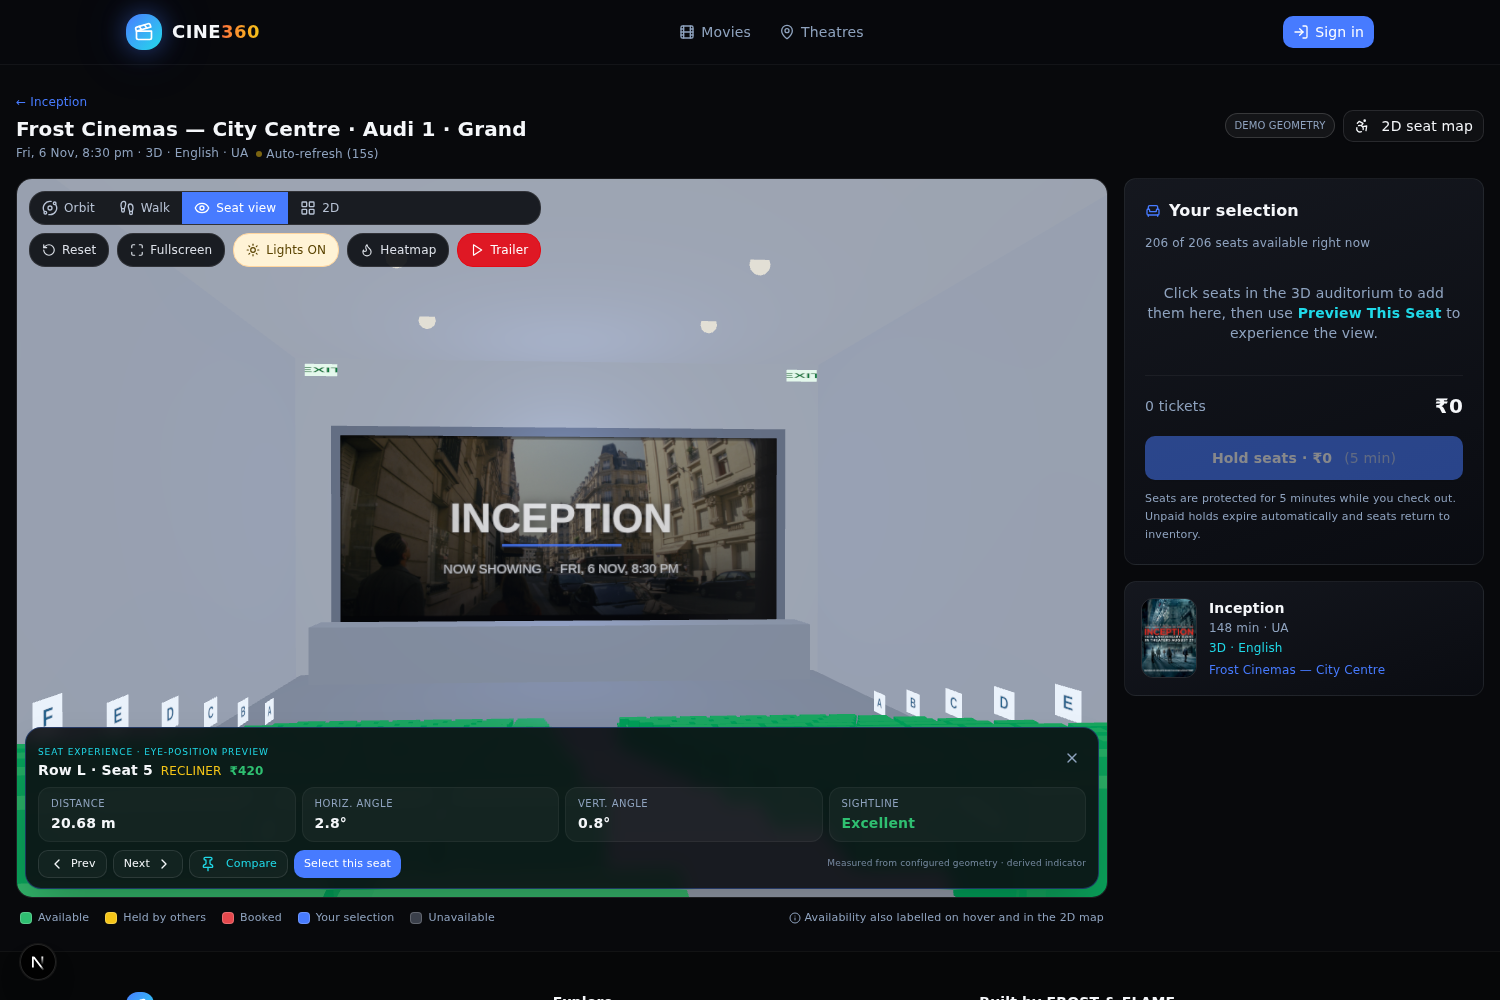 CINE360
Movies
Theatres
Sign in
← Inception
Frost Cinemas — City Centre · Audi 1 · Grand
Fri, 6 Nov, 8:30 pm · 3D · English · UA
Auto-refresh (15s)
DEMO GEOMETRY
2D seat map
Orbit
Walk
Seat view
2D
Reset
Fullscreen
Lights ON
Heatmap
Trailer
EXIT
EXIT
INCEPTION
NOW SHOWING · FRI, 6 NOV, 8:30 PM
F
E
D
C
B
A
A
B
C
D
E
SEAT EXPERIENCE · EYE-POSITION PREVIEW
Row L · Seat 5 RECLINER ₹420
DISTANCE
20.68 m
HORIZ. ANGLE
2.8°
VERT. ANGLE
0.8°
SIGHTLINE
Excellent
Prev
Next
Compare
Select this seat
Measured from configured geometry · derived indicator
Available
Held by others
Booked
Your selection
Unavailable
Availability also labelled on hover and in the 2D map
Your selection
206 of 206 seats available right now
Click seats in the 3D auditorium to add
them here, then use Preview This Seat to
experience the view.
0 tickets
₹0
Hold seats · ₹0 (5 min)
Seats are protected for 5 minutes while you check out.
Unpaid holds expire automatically and seats return to
inventory.
INCEPTION
Inception
148 min · UA
3D · English
Frost Cinemas — City Centre
N
Explore
Built by FROST & FLAME